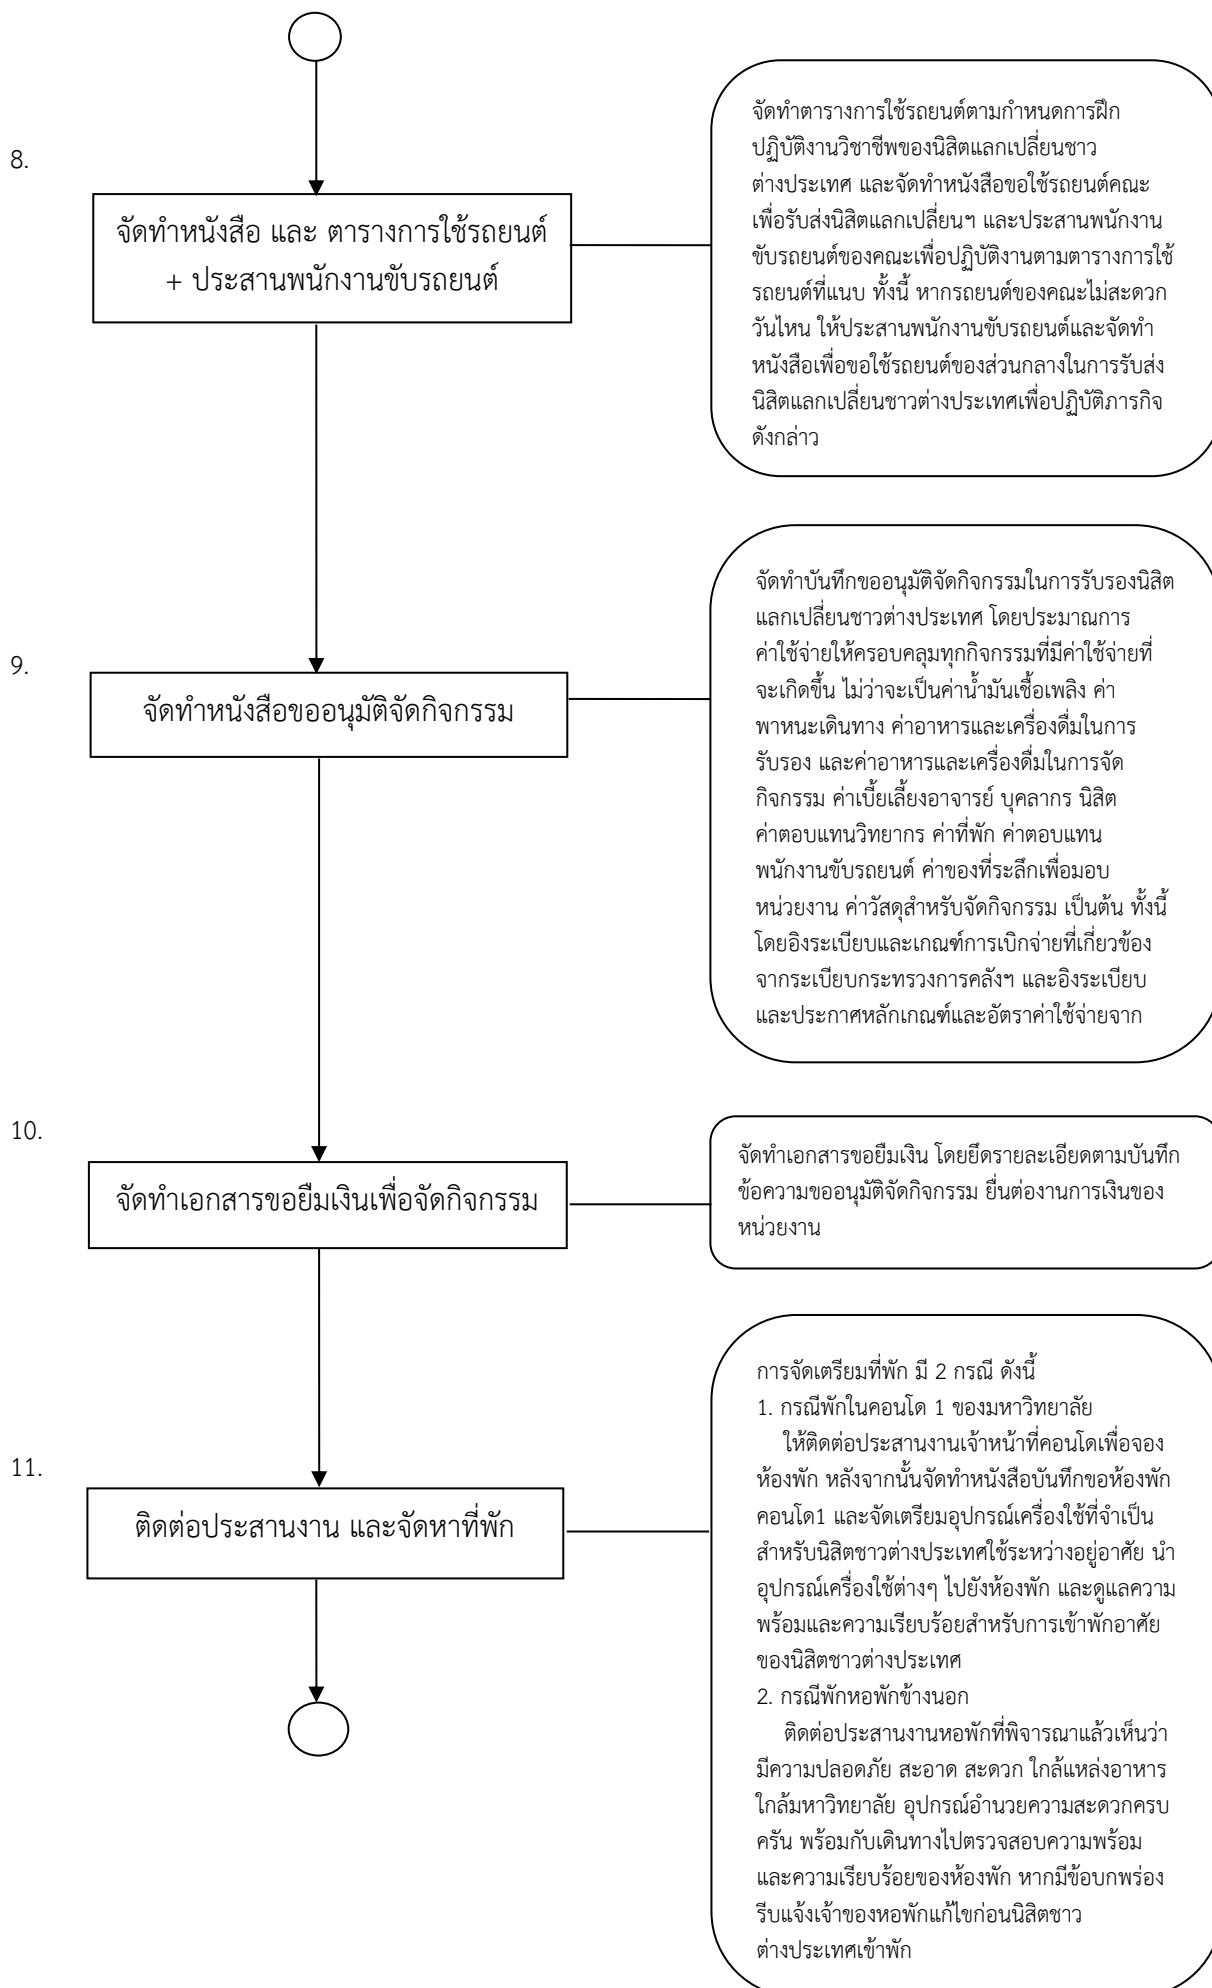 8.
จัดทำหนังสือ และ ตารางการใช้รถยนต์
+ ประสานพนักงานขับรถยนต์
จัดทำตารางการใช้รถยนต์ตามกำหนดการฝึก
ปฏิบัติงานวิชาชีพของนิสิตแลกเปลี่ยนชาว
ต่างประเทศ และจัดทำหนังสือขอใช้รถยนต์คณะ
เพื่อรับส่งนิสิตแลกเปลี่ยนฯ และประสานพนักงาน
ขับรถยนต์ของคณะเพื่อปฏิบัติงานตามตารางการใช้
รถยนต์ที่แนบ ทั้งนี้ หากรถยนต์ของคณะไม่สะดวก
วันไหน ให้ประสานพนักงานขับรถยนต์และจัดทำ
หนังสือเพื่อขอใช้รถยนต์ของส่วนกลางในการรับส่ง
นิสิตแลกเปลี่ยนชาวต่างประเทศเพื่อปฏิบัติภารกิจ
ดังกล่าว
9.
จัดทำหนังสือขออนุมัติจัดกิจกรรม
จัดทำบันทึกขออนุมัติจัดกิจกรรมในการรับรองนิสิต
แลกเปลี่ยนชาวต่างประเทศ โดยประมาณการ
ค่าใช้จ่ายให้ครอบคลุมทุกกิจกรรมที่มีค่าใช้จ่ายที่
จะเกิดขึ้น ไม่ว่าจะเป็นค่าน้ำมันเชื้อเพลิง ค่า
พาหนะเดินทาง ค่าอาหารและเครื่องดื่มในการ
รับรอง และค่าอาหารและเครื่องดื่มในการจัด
กิจกรรม ค่าเบี้ยเลี้ยงอาจารย์ บุคลากร นิสิต
ค่าตอบแทนวิทยากร ค่าที่พัก ค่าตอบแทน
พนักงานขับรถยนต์ ค่าของที่ระลึกเพื่อมอบ
หน่วยงาน ค่าวัสดุสำหรับจัดกิจกรรม เป็นต้น ทั้งนี้
โดยอิงระเบียบและเกณฑ์การเบิกจ่ายที่เกี่ยวข้อง
จากระเบียบกระทรวงการคลังฯ และอิงระเบียบ
และประกาศหลักเกณฑ์และอัตราค่าใช้จ่ายจาก
10.
จัดทำเอกสารขอยืมเงินเพื่อจัดกิจกรรม
จัดทำเอกสารขอยืมเงิน โดยยึดรายละเอียดตามบันทึก
ข้อความขออนุมัติจัดกิจกรรม ยื่นต่องานการเงินของ
หน่วยงาน
11.
ติดต่อประสานงาน และจัดหาที่พัก
การจัดเตรียมที่พัก มี 2 กรณี ดังนี้
1. กรณีพักในคอนโด 1 ของมหาวิทยาลัย
ให้ติดต่อประสานงานเจ้าหน้าที่คอนโดเพื่อจอง
ห้องพัก หลังจากนั้นจัดทำหนังสือบันทึกขอห้องพัก
คอนโด1 และจัดเตรียมอุปกรณ์เครื่องใช้ที่จำเป็น
สำหรับนิสิตชาวต่างประเทศใช้ระหว่างอยู่อาศัย นำ
อุปกรณ์เครื่องใช้ต่างๆ ไปยังห้องพัก และดูแลความ
พร้อมและความเรียบร้อยสำหรับการเข้าพักอาศัย
ของนิสิตชาวต่างประเทศ
2. กรณีพักหอพักข้างนอก
ติดต่อประสานงานหอพักที่พิจารณาแล้วเห็นว่า
มีความปลอดภัย สะอาด สะดวก ใกล้แหล่งอาหาร
ใกล้มหาวิทยาลัย อุปกรณ์อำนวยความสะดวกครบ
ครัน พร้อมกับเดินทางไปตรวจสอบความพร้อม
และความเรียบร้อยของห้องพัก หากมีข้อบกพร่อง
รีบแจ้งเจ้าของหอพักแก้ไขก่อนนิสิตชาว
ต่างประเทศเข้าพัก